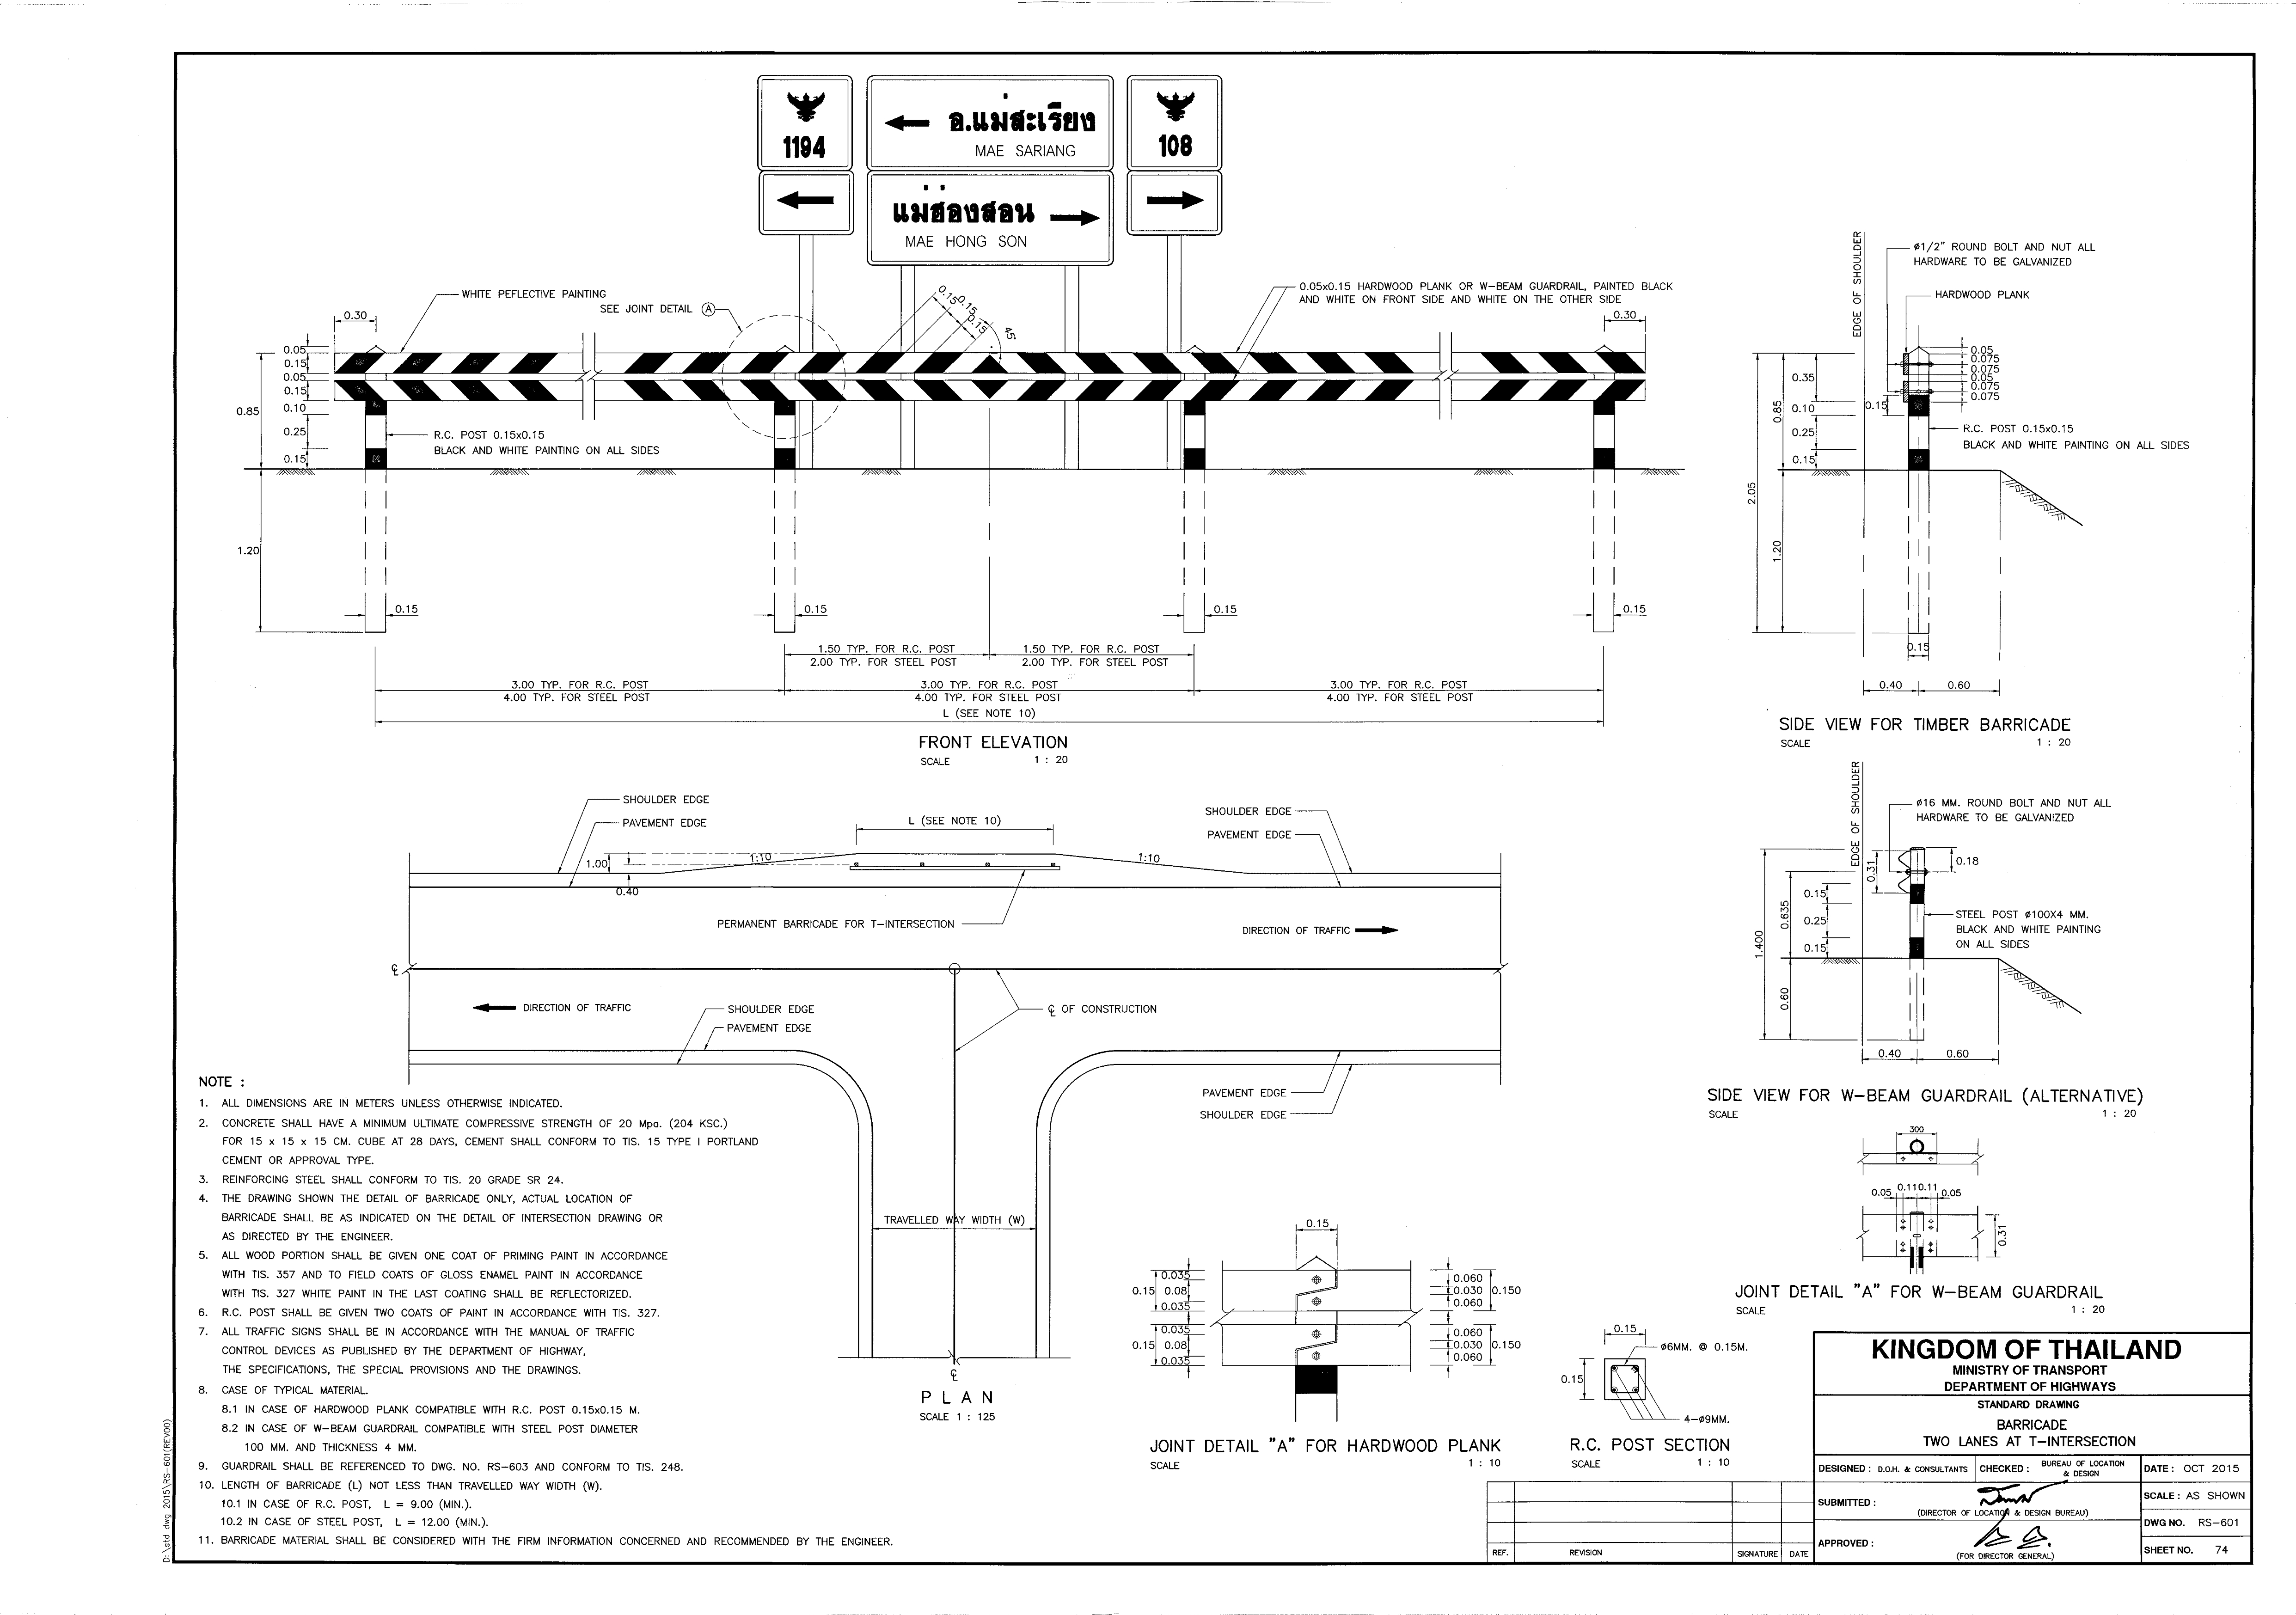 1194
อ.แม่สะเรียง
MAE SARIANG
108
แม่ฮ่องสอน
MAE HONG SON
WHITE PEFLECTIVE PAINTING
SEE JOINT DETAIL A
0.15
0.15
0.15
45°
0.05x0.15 HARDWOOD PLANK OR W-BEAM GUARDRAIL, PAINTED BLACK
AND WHITE ON FRONT SIDE AND WHITE ON THE OTHER SIDE
0.30
0.30
0.05
0.15
0.05
0.15
0.10
0.25
0.15
0.85
1.20
R.C. POST 0.15x0.15
BLACK AND WHITE PAINTING ON ALL SIDES
0.15
0.15
0.15
0.15
1.50 TYP. FOR R.C. POST
2.00 TYP. FOR STEEL POST
1.50 TYP. FOR R.C. POST
2.00 TYP. FOR STEEL POST
3.00 TYP. FOR R.C. POST
4.00 TYP. FOR STEEL POST
3.00 TYP. FOR R.C. POST
4.00 TYP. FOR STEEL POST
3.00 TYP. FOR R.C. POST
4.00 TYP. FOR STEEL POST
L (SEE NOTE 10)
FRONT ELEVATION
SCALE 1 : 20
EDGE OF SHOULDER
ø1/2" ROUND BOLT AND NUT ALL
HARDWARE TO BE GALVANIZED
HARDWOOD PLANK
0.05
0.075
0.075
0.05
0.075
0.075
0.35
0.10
0.25
0.15
0.15
0.85
2.05
1.20
R.C. POST 0.15x0.15
BLACK AND WHITE PAINTING ON ALL SIDES
0.15
0.40
0.60
SIDE VIEW FOR TIMBER BARRICADE
SCALE 1 : 20
EDGE OF SHOULDER
ø16 MM. ROUND BOLT AND NUT ALL
HARDWARE TO BE GALVANIZED
0.18
0.31
0.15
0.25
0.15
0.635
1.400
0.60
STEEL POST ø100X4 MM.
BLACK AND WHITE PAINTING
ON ALL SIDES
0.40
0.60
SIDE VIEW FOR W-BEAM GUARDRAIL (ALTERNATIVE)
SCALE 1 : 20
300
0.05
0.11
0.11
0.05
0.31
JOINT DETAIL "A" FOR W-BEAM GUARDRAIL
SCALE 1 : 20
SHOULDER EDGE
PAVEMENT EDGE
L (SEE NOTE 10)
SHOULDER EDGE
PAVEMENT EDGE
1.00
1:10
1:10
0.40
PERMANENT BARRICADE FOR T-INTERSECTION
DIRECTION OF TRAFFIC
℄
DIRECTION OF TRAFFIC
SHOULDER EDGE
PAVEMENT EDGE
℄ OF CONSTRUCTION
PAVEMENT EDGE
SHOULDER EDGE
TRAVELLED WAY WIDTH (W)
℄
PLAN
SCALE 1 : 125
NOTE :
1. ALL DIMENSIONS ARE IN METERS UNLESS OTHERWISE INDICATED.
2. CONCRETE SHALL HAVE A MINIMUM ULTIMATE COMPRESSIVE STRENGTH OF 20 Mpa. (204 KSC.)
FOR 15 x 15 x 15 CM. CUBE AT 28 DAYS, CEMENT SHALL CONFORM TO TIS. 15 TYPE I PORTLAND
CEMENT OR APPROVAL TYPE.
3. REINFORCING STEEL SHALL CONFORM TO TIS. 20 GRADE SR 24.
4. THE DRAWING SHOWN THE DETAIL OF BARRICADE ONLY, ACTUAL LOCATION OF
BARRICADE SHALL BE AS INDICATED ON THE DETAIL OF INTERSECTION DRAWING OR
AS DIRECTED BY THE ENGINEER.
5. ALL WOOD PORTION SHALL BE GIVEN ONE COAT OF PRIMING PAINT IN ACCORDANCE
WITH TIS. 357 AND TO FIELD COATS OF GLOSS ENAMEL PAINT IN ACCORDANCE
WITH TIS. 327 WHITE PAINT IN THE LAST COATING SHALL BE REFLECTORIZED.
6. R.C. POST SHALL BE GIVEN TWO COATS OF PAINT IN ACCORDANCE WITH TIS. 327.
7. ALL TRAFFIC SIGNS SHALL BE IN ACCORDANCE WITH THE MANUAL OF TRAFFIC
CONTROL DEVICES AS PUBLISHED BY THE DEPARTMENT OF HIGHWAY,
THE SPECIFICATIONS, THE SPECIAL PROVISIONS AND THE DRAWINGS.
8. CASE OF TYPICAL MATERIAL.
8.1 IN CASE OF HARDWOOD PLANK COMPATIBLE WITH R.C. POST 0.15x0.15 M.
8.2 IN CASE OF W-BEAM GUARDRAIL COMPATIBLE WITH STEEL POST DIAMETER
100 MM. AND THICKNESS 4 MM.
9. GUARDRAIL SHALL BE REFERENCED TO DWG. NO. RS-603 AND CONFORM TO TIS. 248.
10. LENGTH OF BARRICADE (L) NOT LESS THAN TRAVELLED WAY WIDTH (W).
10.1 IN CASE OF R.C. POST, L = 9.00 (MIN.).
10.2 IN CASE OF STEEL POST, L = 12.00 (MIN.).
11. BARRICADE MATERIAL SHALL BE CONSIDERED WITH THE FIRM INFORMATION CONCERNED AND RECOMMENDED BY THE ENGINEER.
0.15
0.15
0.035
0.08
0.035
0.15
0.035
0.08
0.035
0.060
0.030
0.060
0.150
0.060
0.030
0.060
0.150
JOINT DETAIL "A" FOR HARDWOOD PLANK
SCALE 1 : 10
0.15
0.15
ø6MM. @ 0.15M.
4-ø9MM.
R.C. POST SECTION
SCALE 1 : 10
KINGDOM OF THAILAND
MINISTRY OF TRANSPORT
DEPARTMENT OF HIGHWAYS
STANDARD DRAWING
BARRICADE
TWO LANES AT T-INTERSECTION
DESIGNED : D.O.H. & CONSULTANTS
CHECKED : BUREAU OF LOCATION & DESIGN
DATE : OCT 2015
SUBMITTED :
(DIRECTOR OF LOCATION & DESIGN BUREAU)
SCALE : AS SHOWN
DWG NO. RS-601
APPROVED :
(FOR DIRECTOR GENERAL)
SHEET NO. 74
REF. REVISION SIGNATURE DATE
D:\std dwg 2015\RS-601(REV00)